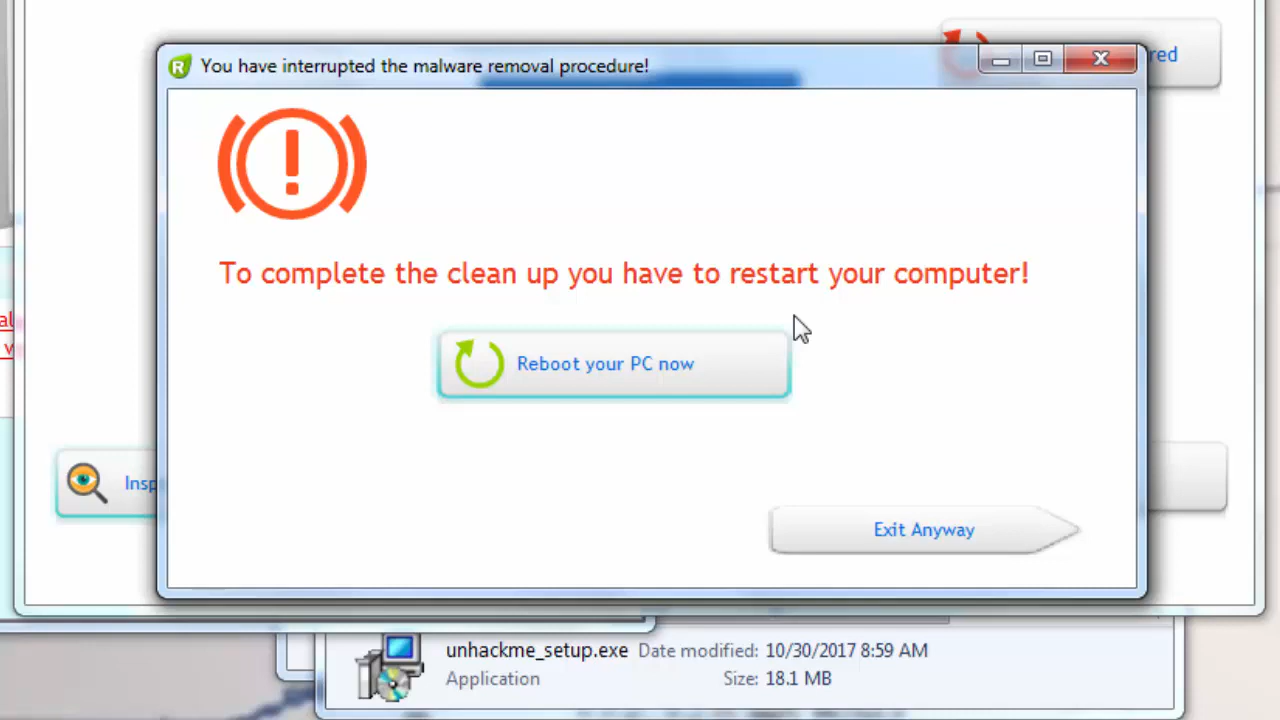 You have interrupted the malware removal procedure!
To complete the clean up you have to restart your computer!
Reboot your PC now
Exit Anyway
unhackme_setup.exe Date modified: 10/30/2017 8:59 AM
Application Size: 18.1 MB